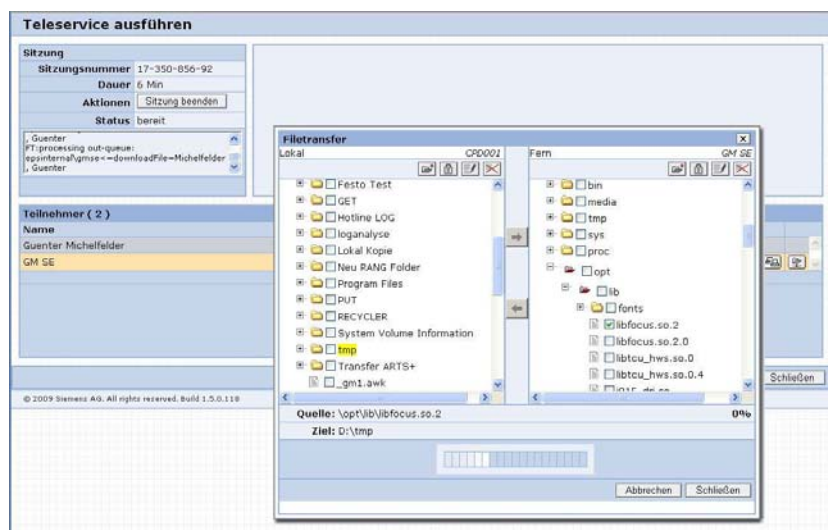 Teleservice ausführen
Sitzung
Sitzungsnummer 17-350-856-92
Dauer 6 Min
Aktionen Sitzung beenden
Status bereit
, Guenter
FT:processing out-queue:
epsinternal\gmse<=downloadFile=Michelfelder
, Guenter
Teilnehmer ( 2 )
Name
Guenter Michelfelder
GM SE
Schließen
© 2009 Siemens AG. All rights reserved. Build 1.5.0.118
Filetransfer
Lokal CPD001
Festo Test
GET
Hotline LOG
loganalyse
Lokal Kopie
Neu RANG Folder
Program Files
PUT
RECYCLER
System Volume Information
tmp
Transfer ARTS+
_gm1.awk
Fern GM SE
bin
media
tmp
sys
proc
opt
lib
fonts
libfocus.so.2
libfocus.so.2.0
libtcu_hws.so.0
libtcu_hws.so.0.4
Quelle: \opt\lib\libfocus.so.2 0%
Ziel: D:\tmp
Abbrechen Schließen